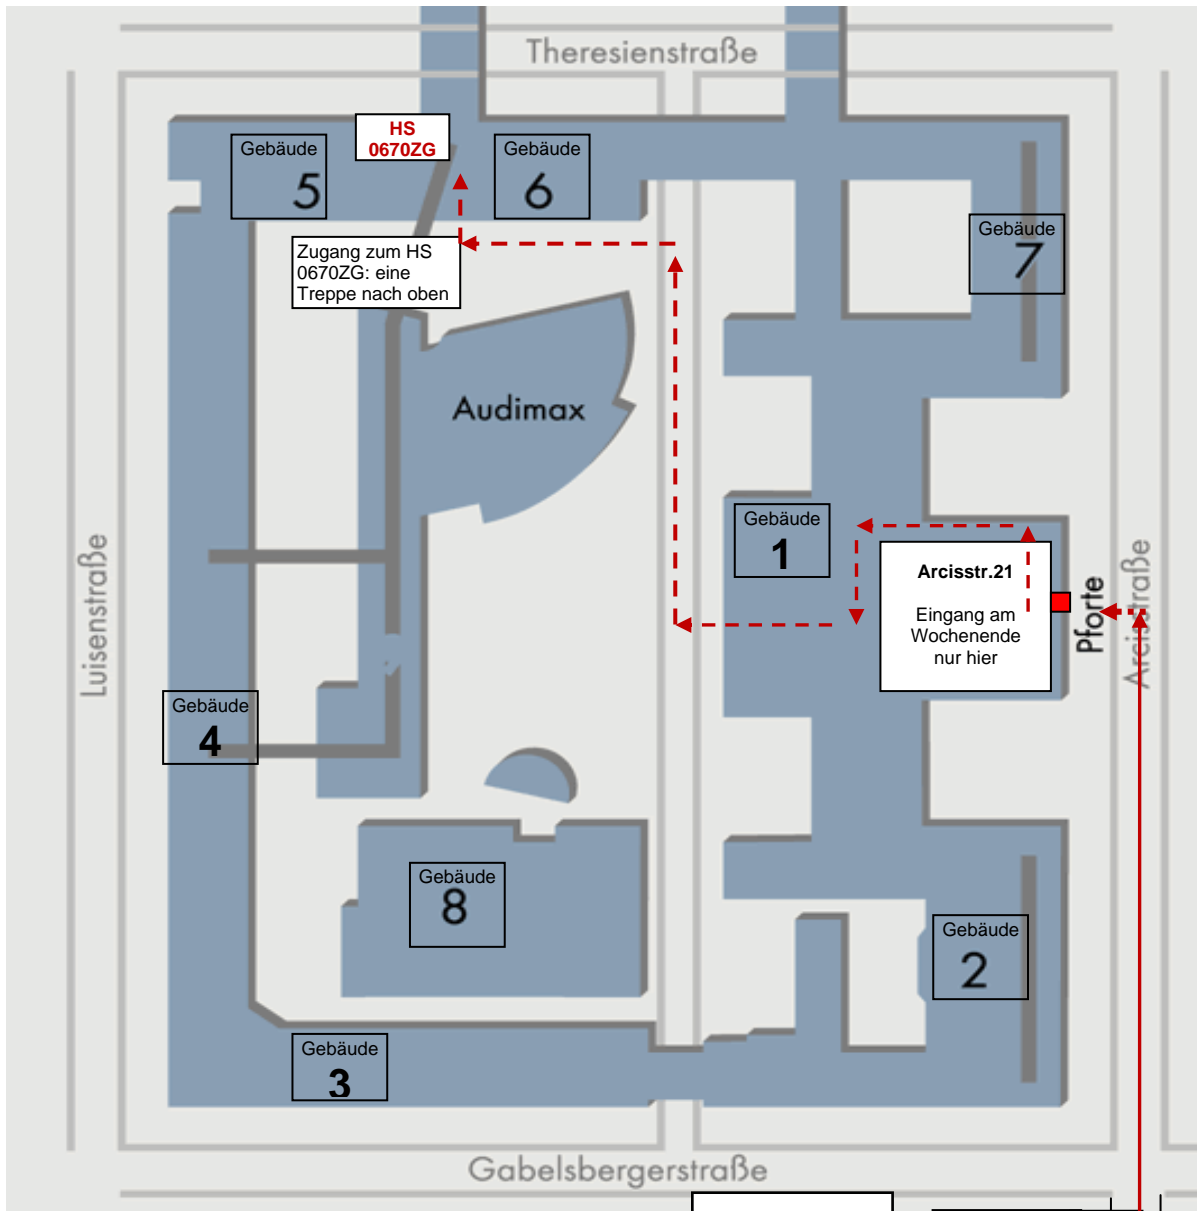 Theresienstraße
HS
0670ZG
Gebäude
5
Gebäude
6
Gebäude
7
Zugang zum HS
0670ZG: eine
Treppe nach oben
Audimax
Gebäude
1
Arcisstr.21
Eingang am
Wochenende
nur hier
Pforte
Arcisstraße
Luisenstraße
Gebäude
4
Gebäude
8
Gebäude
2
Gebäude
3
Gabelsbergerstraße